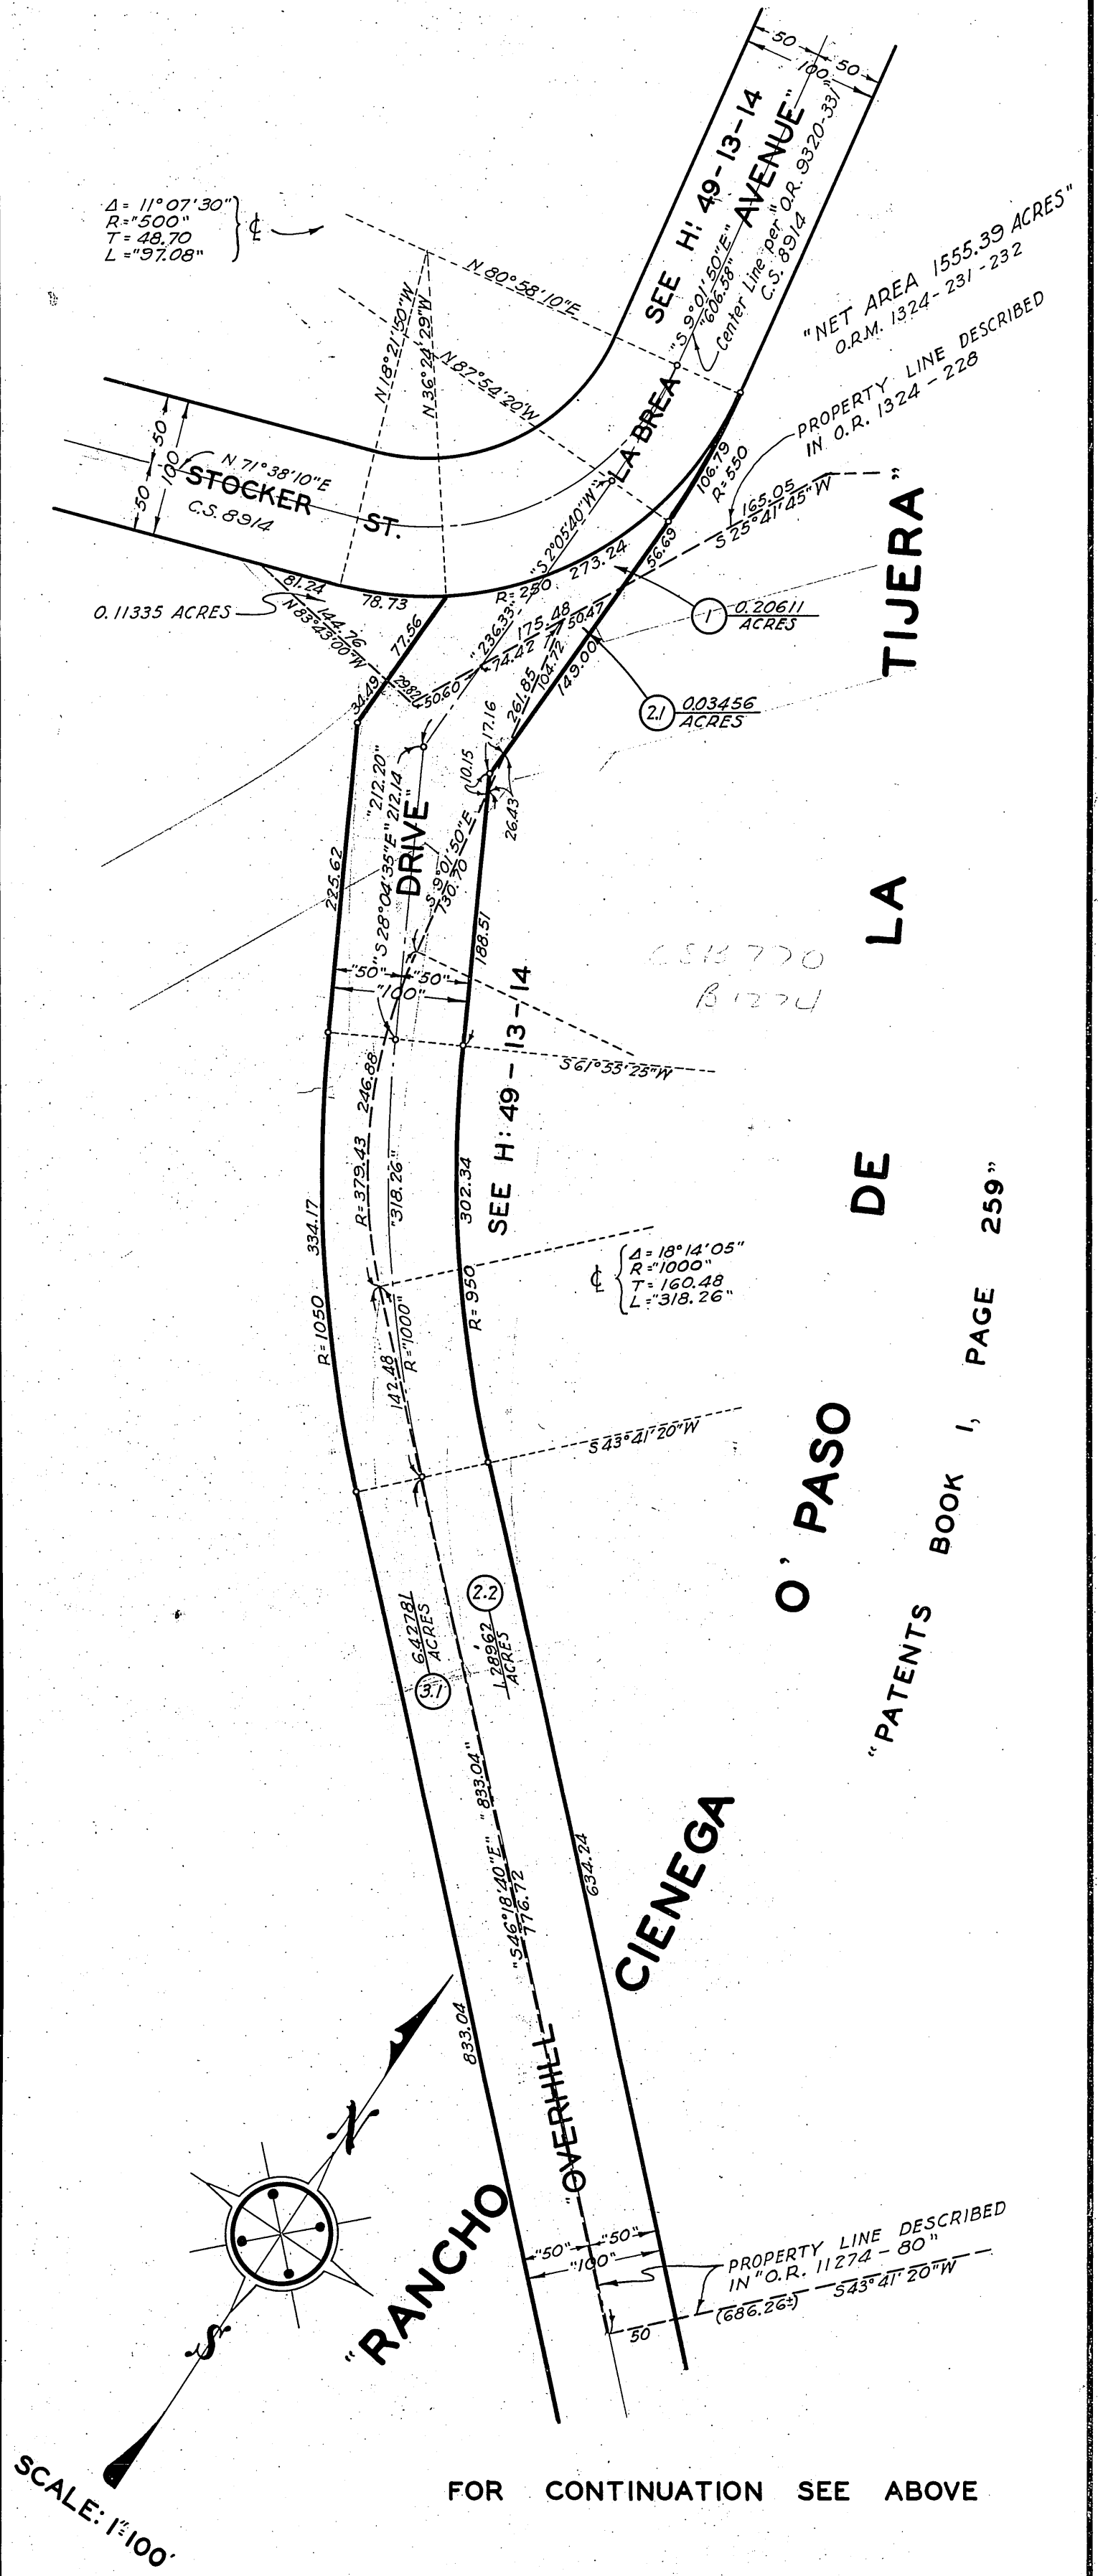 50
50
100
SEE H: 49-13-14
AVENUE"
"S 9°01'50"E"
"606.58"
Center Line per "O.R. 9320-331"
C.S. 8914
Δ= 11°07'30"
R="500"
T= 48.70
L="97.08"
℄
N 80°58'10"E
N 18°21'50"W
N 36°24'29"W
N 87°54'20"W
"NET AREA 1555.39 ACRES"
O.R.M. 1324-231-232
PROPERTY LINE DESCRIBED
IN O.R. 1324-228
"LA BREA
106.79
R=550
165.05
S 25°41'45"W
50
100
50
N 71°38'10"E
STOCKER ST.
C.S. 8914
"S 2°05'40"W"
"236.33"
273.24
R=250
56.69
81.24
78.73
0.11335 ACRES
144.76
N 83°43'00"W
77.56
34.49
29.82
50.60
175.48
74.42
50.47
1
0.20611
ACRES
261.85
104.72
149.00
2.1
0.03456
ACRES
TIJERA"
17.16
10.15
26.43
"212.20"
212.14
"S 28°04'35"E"
DRIVE"
S 9°01'50"E
730.70
225.62
188.51
"50"
"50"
"100"
LA
S 61°55'25"W
SEE H: 49-13-14
246.88
R=379.43
"318.26"
302.34
334.17
DE
Δ= 18°14'05"
R="1000"
T= 160.48
L="318.26"
℄
R=950
R=1050
R="1000"
142.48
S 43°41'20"W
O' PASO
"PATENTS BOOK 1, PAGE 259"
6.42781
ACRES
3.1
2.2
1.28962
ACRES
"833.04"
"S46°18'40"E"
776.72
634.24
CIENEGA
833.04
"OVERHILL
N
S
"RANCHO
"50"
"50"
"100"
PROPERTY LINE DESCRIBED
IN "O.R. 11274-80"
S43°41'20"W
(686.26±)
50
SCALE: 1"=100'
FOR CONTINUATION SEE ABOVE